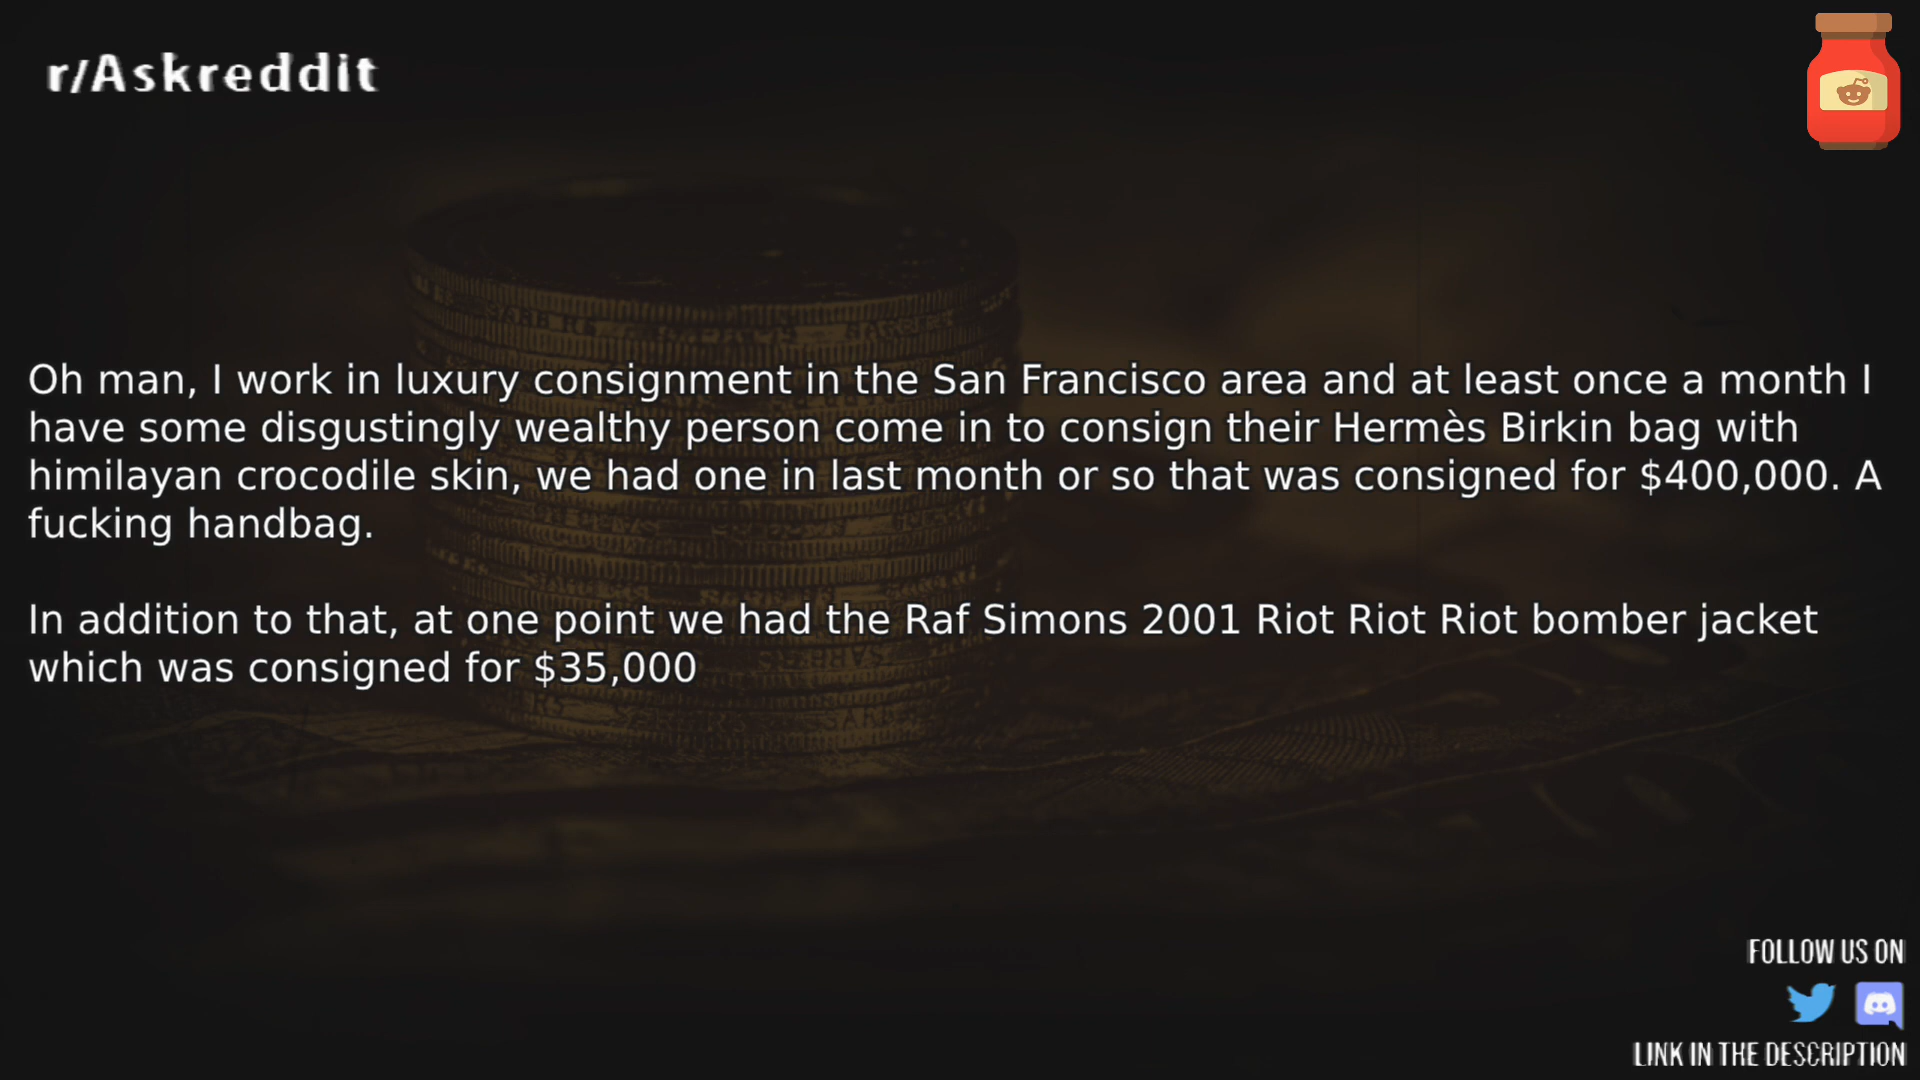 r/Askreddit
Oh man, I work in luxury consignment in the San Francisco area and at least once a month I
have some disgustingly wealthy person come in to consign their Hermès Birkin bag with
himilayan crocodile skin, we had one in last month or so that was consigned for $400,000. A
fucking handbag.
In addition to that, at one point we had the Raf Simons 2001 Riot Riot Riot bomber jacket
which was consigned for $35,000
FOLLOW US ON
LINK IN THE DESCRIPTION